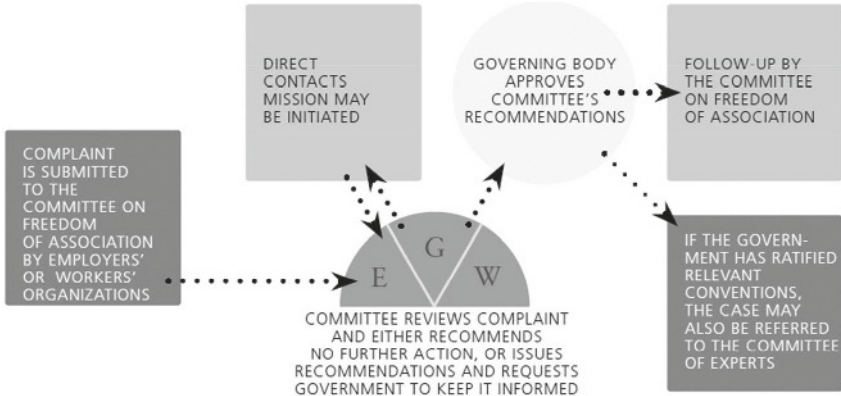 COMPLAINT
IS SUBMITTED
TO THE
COMMITTEE ON
FREEDOM
OF ASSOCIATION
BY EMPLOYERS'
OR WORKERS'
ORGANIZATIONS
DIRECT
CONTACTS
MISSION MAY
BE INITIATED
E
G
W
COMMITTEE REVIEWS COMPLAINT
AND EITHER RECOMMENDS
NO FURTHER ACTION, OR ISSUES
RECOMMENDATIONS AND REQUESTS
GOVERNMENT TO KEEP IT INFORMED
GOVERNING BODY
APPROVES
COMMITTEE'S
RECOMMENDATIONS
FOLLOW-UP BY
THE COMMITTEE
ON FREEDOM
OF ASSOCIATION
IF THE GOVERN-
MENT HAS RATIFIED
RELEVANT
CONVENTIONS,
THE CASE MAY
ALSO BE REFERRED
TO THE COMMITTEE
OF EXPERTS